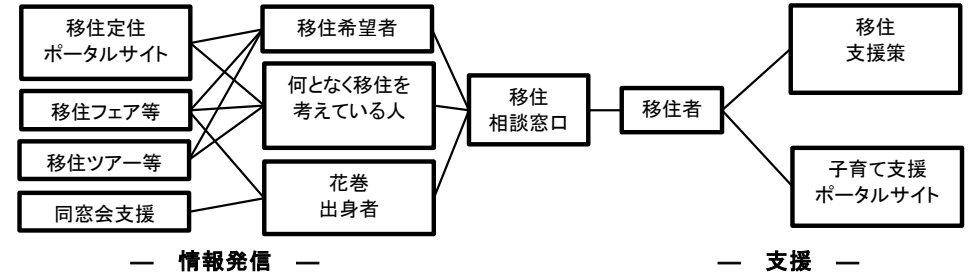 移住定住
ポータルサイト
移住フェア等
移住ツアー等
同窓会支援
移住希望者
何となく移住を
考えている人
花巻
出身者
移住
相談窓口
移住者
移住
支援策
子育て支援
ポータルサイト
― 情報発信 ―
― 支援 ―